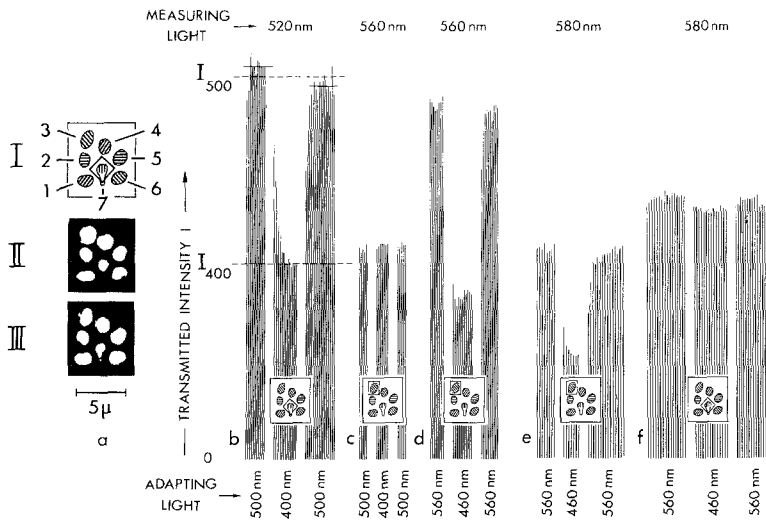 MEASURING LIGHT → 520 nm 560 nm 560 nm 580 nm 580 nm
I 500
I 400
0
TRANSMITTED INTENSITY I
I
3 4
2 5
1 6
7
II
III
5μ
a b c d e f
ADAPTING LIGHT → 500 nm 400 nm 500 nm 500 nm 400 nm 500 nm 560 nm 460 nm 560 nm 560 nm 460 nm 560 nm 560 nm 460 nm 560 nm